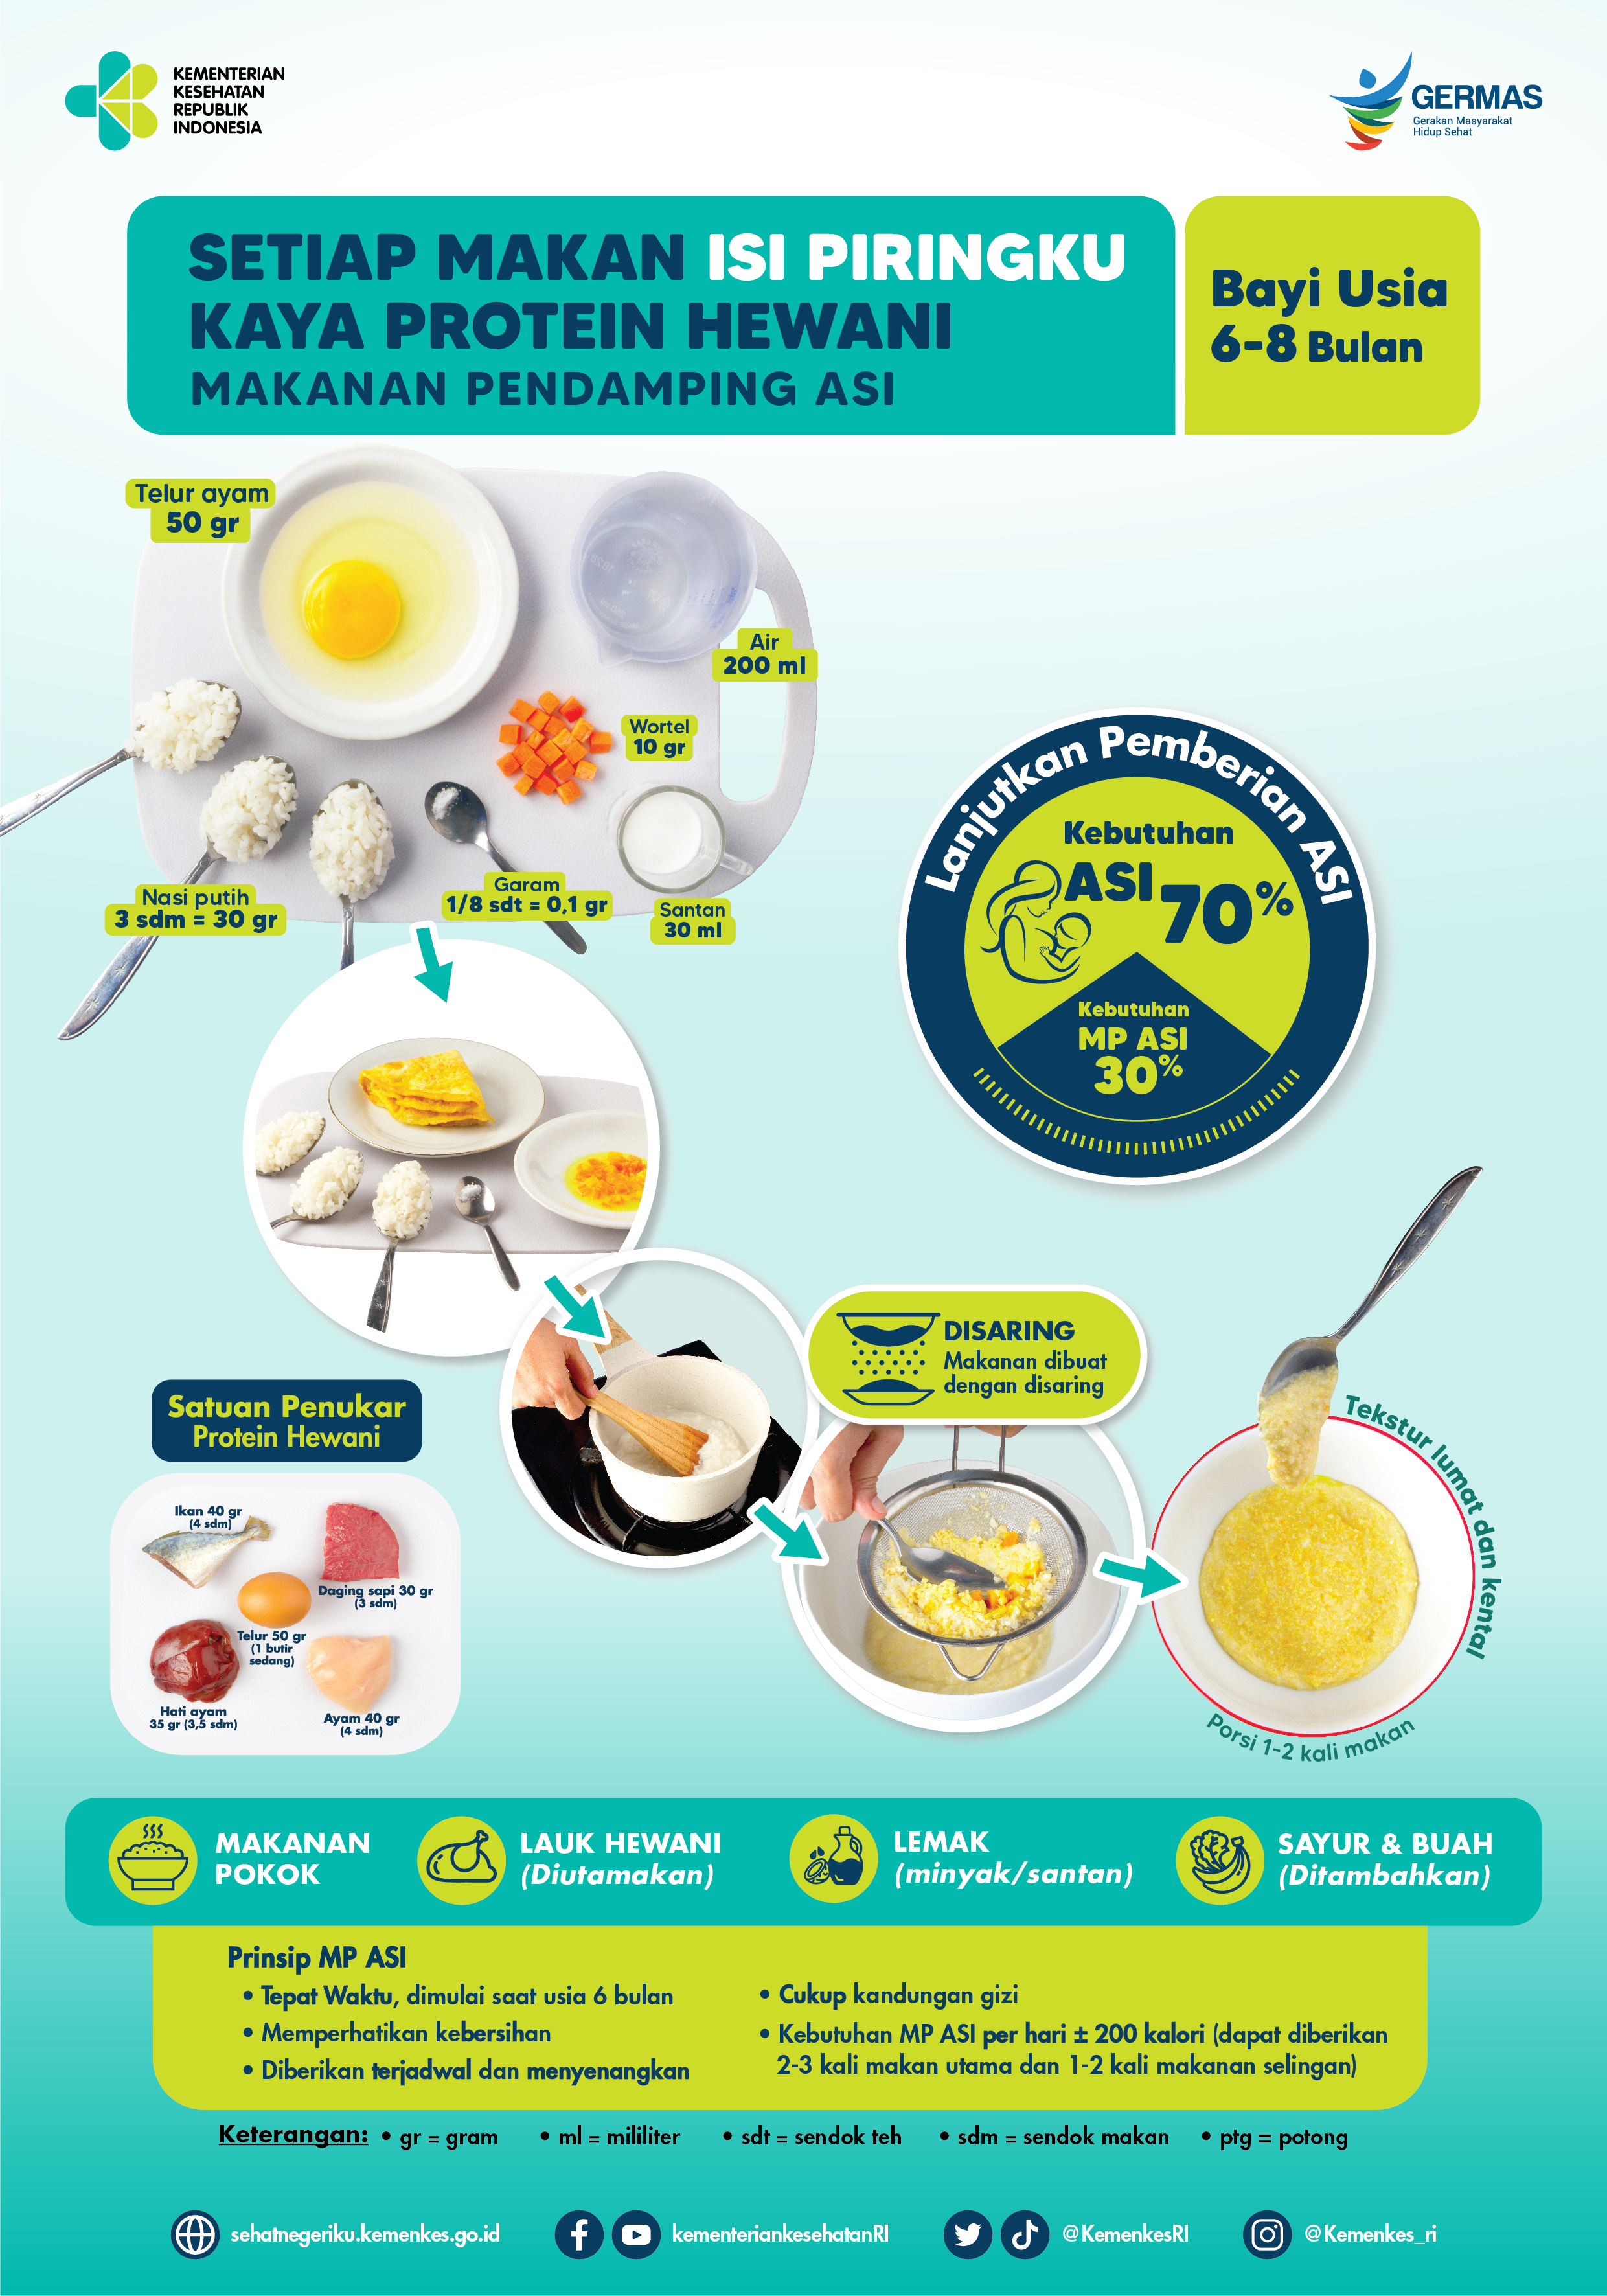 KEMENTERIAN
KESEHATAN
REPUBLIK
INDONESIA
GERMAS
Gerakan Masyarakat
Hidup Sehat
SETIAP MAKAN ISI PIRINGKU
KAYA PROTEIN HEWANI
MAKANAN PENDAMPING ASI
Bayi Usia
6-8 Bulan
Telur ayam
50 gr
Air
200 ml
Wortel
10 gr
Nasi putih
3 sdm = 30 gr
Garam
1/8 sdt = 0,1 gr
Santan
30 ml
Lanjutkan Pemberian ASI
Kebutuhan
ASI 70%
Kebutuhan
MP ASI
30%
DISARING
Makanan dibuat
dengan disaring
Tekstur lumat dan kental
Porsi 1-2 kali makan
Satuan Penukar
Protein Hewani
Ikan 40 gr
(4 sdm)
Daging sapi 30 gr
(3 sdm)
Telur 50 gr
(1 butir
sedang)
Hati ayam
35 gr (3,5 sdm)
Ayam 40 gr
(4 sdm)
MAKANAN
POKOK
LAUK HEWANI
(Diutamakan)
LEMAK
(minyak/santan)
SAYUR & BUAH
(Ditambahkan)
Prinsip MP ASI
• Tepat Waktu, dimulai saat usia 6 bulan
• Memperhatikan kebersihan
• Diberikan terjadwal dan menyenangkan
• Cukup kandungan gizi
• Kebutuhan MP ASI per hari ± 200 kalori (dapat diberikan
2-3 kali makan utama dan 1-2 kali makanan selingan)
Keterangan: • gr = gram • ml = mililiter • sdt = sendok teh • sdm = sendok makan • ptg = potong
sehatnegeriku.kemenkes.go.id
kementeriankesehatanRI
@KemenkesRI
@Kemenkes_ri